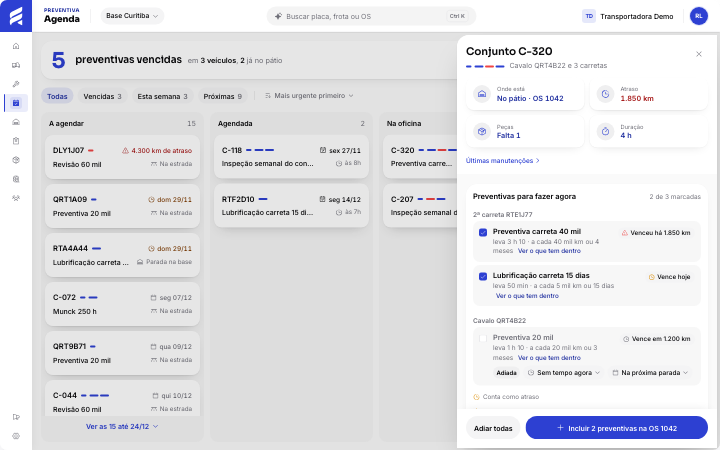 PREVENTIVA
Agenda
Base Curitiba
Buscar placa, frota ou OS
Ctrl K
TD
Transportadora Demo
RL
5 preventivas vencidas
em 3 veículos, 2 já no pátio
Todas
Vencidas 3
Esta semana 3
Próximas 9
Mais urgente primeiro
A agendar
15
DLY1J07
4.300 km de atraso
Revisão 60 mil
Na estrada
QRT1A09
dom 29/11
Preventiva 20 mil
Na estrada
RTA4A44
dom 29/11
Lubrificação carreta ...
Parada na base
C-072
seg 07/12
Munck 250 h
Na estrada
QRT9B71
qua 09/12
Preventiva 20 mil
Na estrada
C-044
qui 10/12
Revisão 60 mil
Na estrada
Ver as 15 até 24/12
Agendada
2
C-118
sex 27/11
Inspeção semanal do con...
às 8h
RTF2D10
seg 14/12
Lubrificação carreta 15 di...
às 7h
Na oficina
C-320
Preventiva carre...
C-207
Inspeção semanal d
Conjunto C-320
Cavalo QRT4B22 e 3 carretas
Onde está
No pátio · OS 1042
Atraso
1.850 km
Peças
Falta 1
Duração
4 h
Últimas manutenções
Preventivas para fazer agora
2 de 3 marcadas
2ª carreta RTE1J77
Preventiva carreta 40 mil
Venceu há 1.850 km
leva 3 h 10 · a cada 40 mil km ou 4
meses Ver o que tem dentro
Lubrificação carreta 15 dias
Vence hoje
leva 50 min · a cada 5 mil km ou 15 dias
Ver o que tem dentro
Cavalo QRT4B22
Preventiva 20 mil
Vence em 1.200 km
leva 1 h 10 · a cada 20 mil km ou 3
meses Ver o que tem dentro
Adiada
Sem tempo agora
Na próxima parada
Conta como atraso
Adiar todas
Incluir 2 preventivas na OS 1042